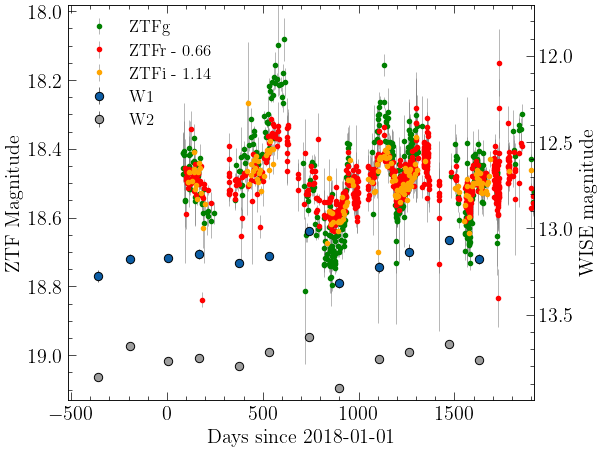 ZTFg
ZTFr - 0.66
ZTFi - 1.14
W1
W2
ZTF Magnitude
18.0
18.2
18.4
18.6
18.8
19.0
WISE magnitude
12.0
12.5
13.0
13.5
−500
0
500
1000
1500
Days since 2018-01-01